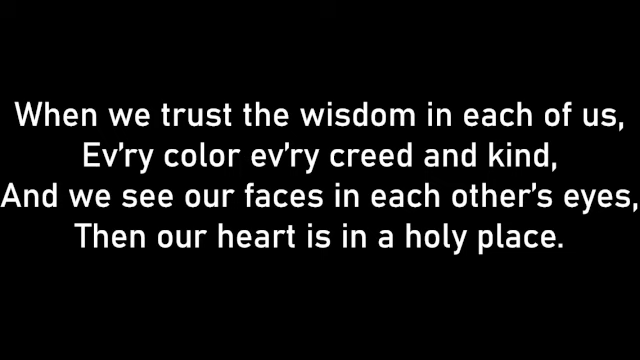 When we trust the wisdom in each of us,
Ev’ry color ev’ry creed and kind,
And we see our faces in each other’s eyes,
Then our heart is in a holy place.